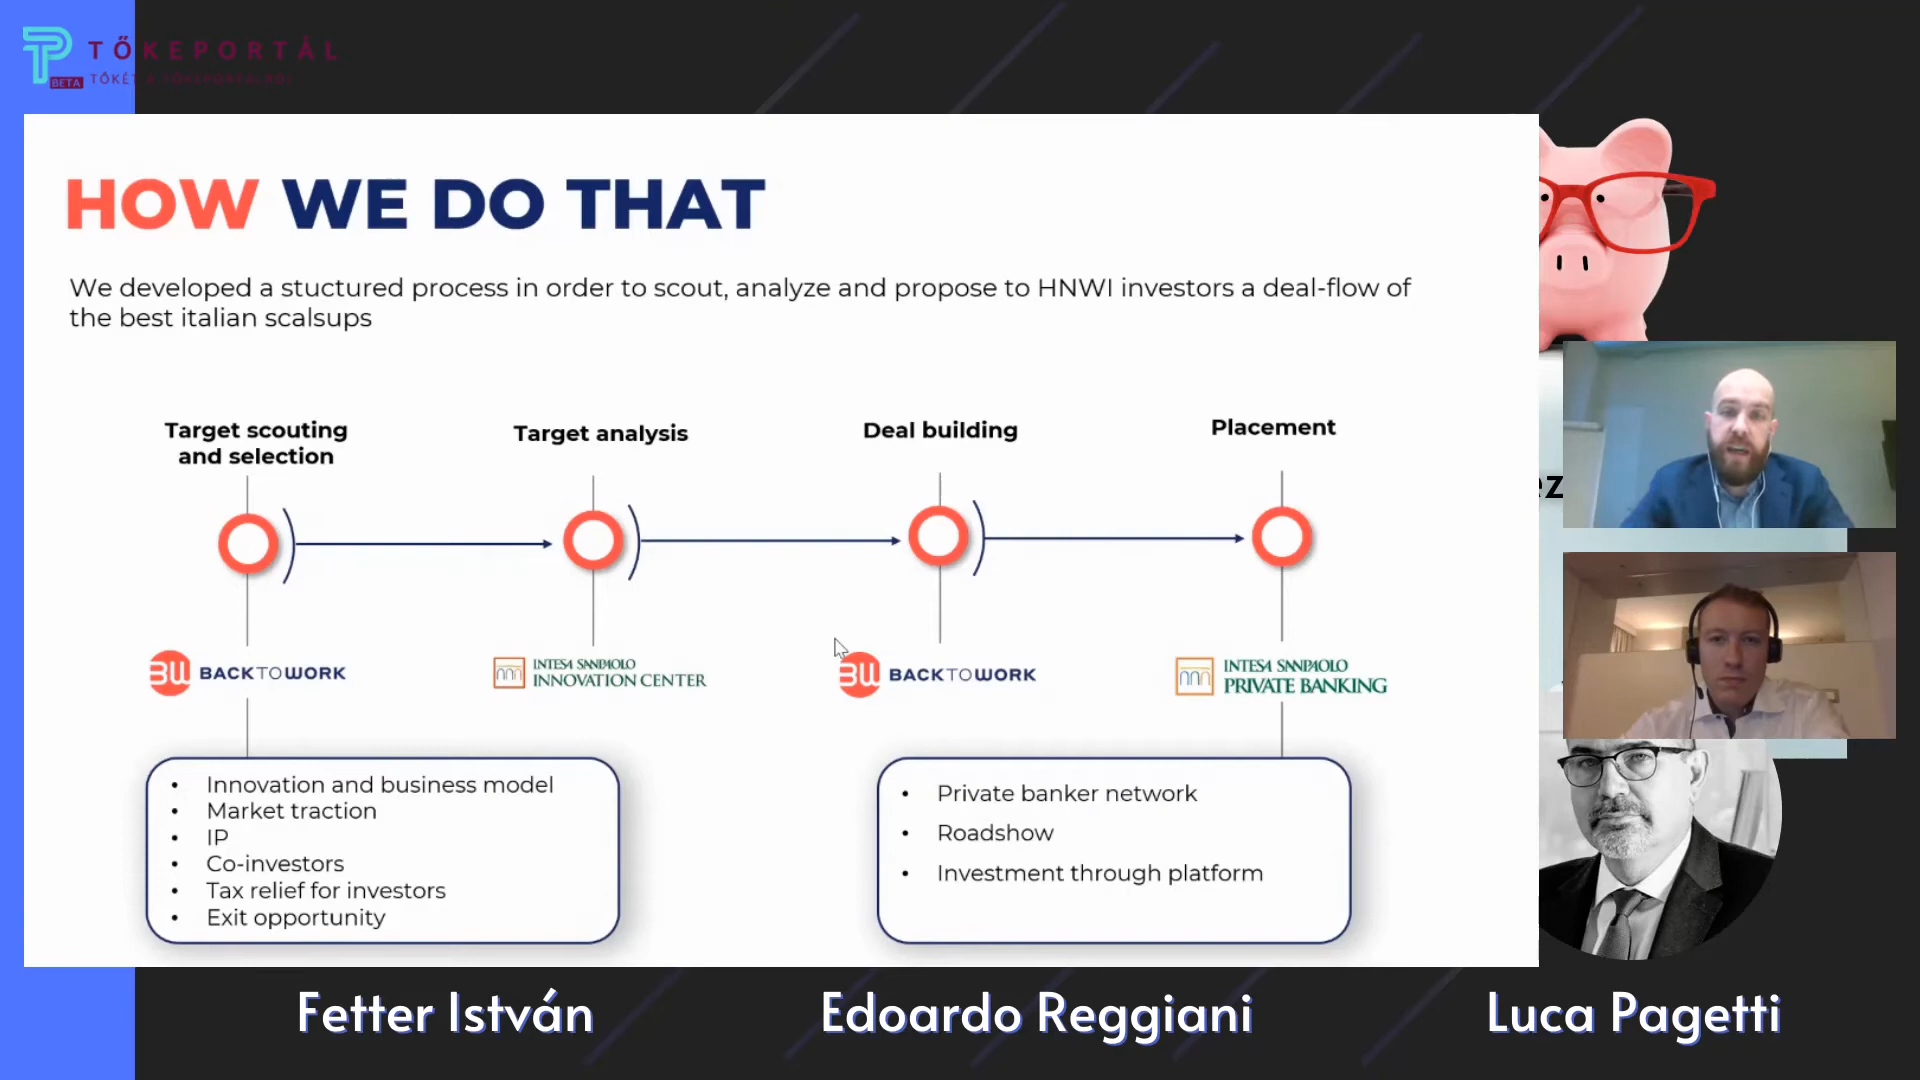 TŐKEPORTÁL
BETA
HOW WE DO THAT
We developed a stuctured process in order to scout, analyze and propose to HNWI investors a deal-flow of
the best italian scalsups
Target scouting
and selection
Target analysis
Deal building
Placement
BW BACKTOWORK
INTESA SANPAOLO
INNOVATION CENTER
BW BACKTOWORK
INTESA SANPAOLO
PRIVATE BANKING
• Innovation and business model
• Market traction
• IP
• Co-investors
• Tax relief for investors
• Exit opportunity
• Private banker network
• Roadshow
• Investment through platform
ez
Fetter István
Edoardo Reggiani
Luca Pagetti